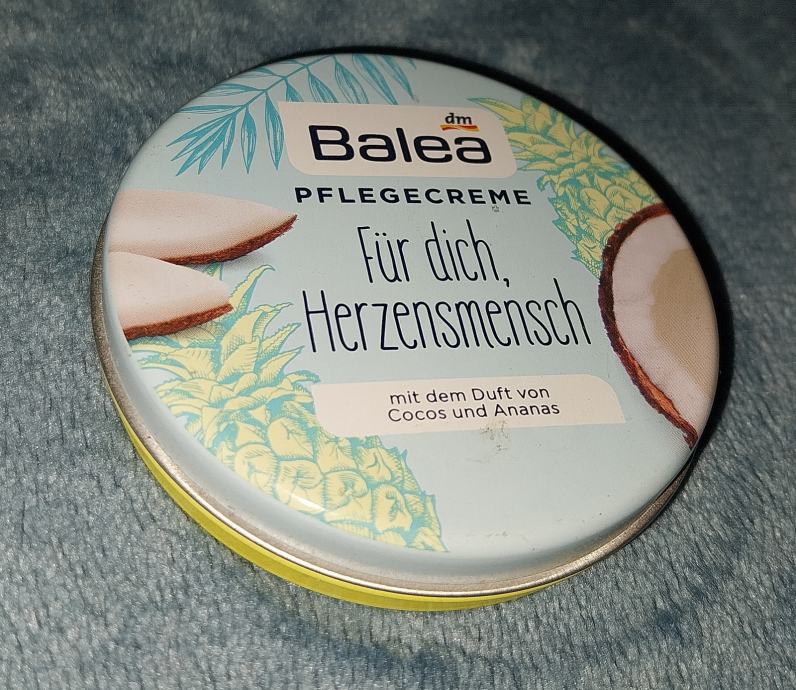 dm
Balea
PFLEGECREME
Für dich,
Herzensmensch
mit dem Duft von
Cocos und Ananas